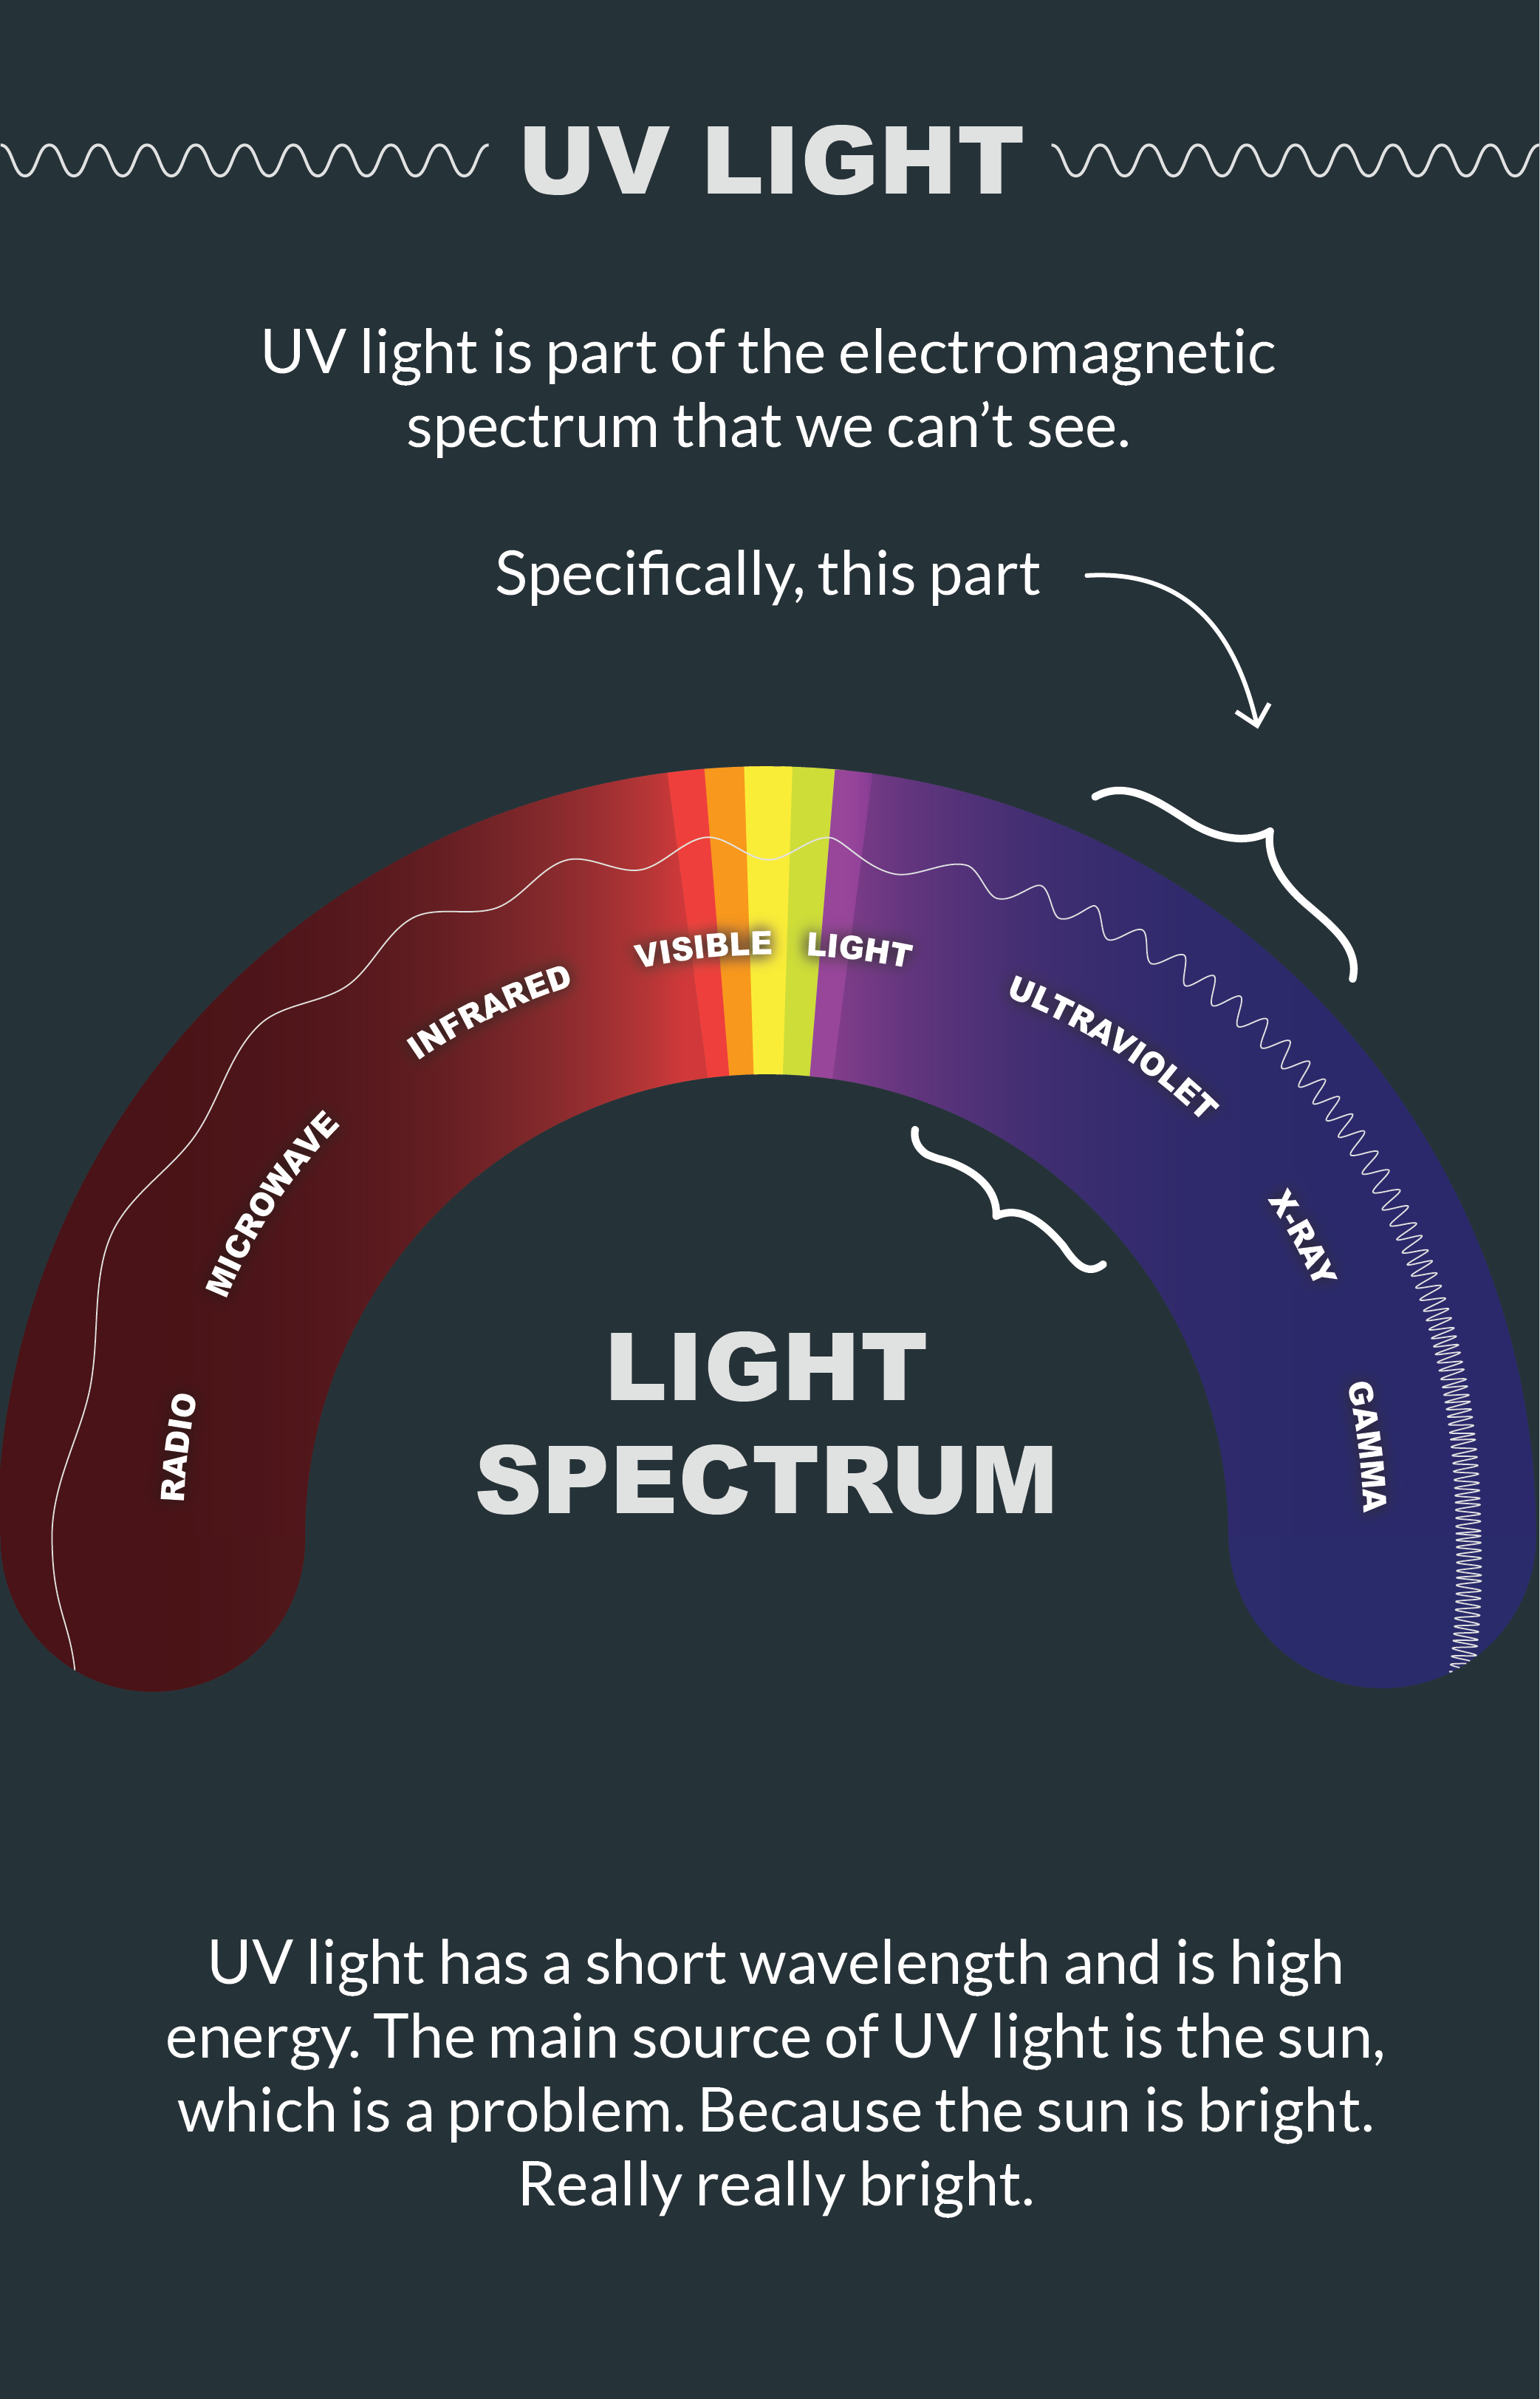 UV LIGHT
UV light is part of the electromagnetic
spectrum that we can’t see.
Specifically, this part
RADIO
MICROWAVE
INFRARED
VISIBLE LIGHT
ULTRAVIOLET
X-RAY
GAMMA
LIGHT
SPECTRUM
UV light has a short wavelength and is high
energy. The main source of UV light is the sun,
which is a problem. Because the sun is bright.
Really really bright.